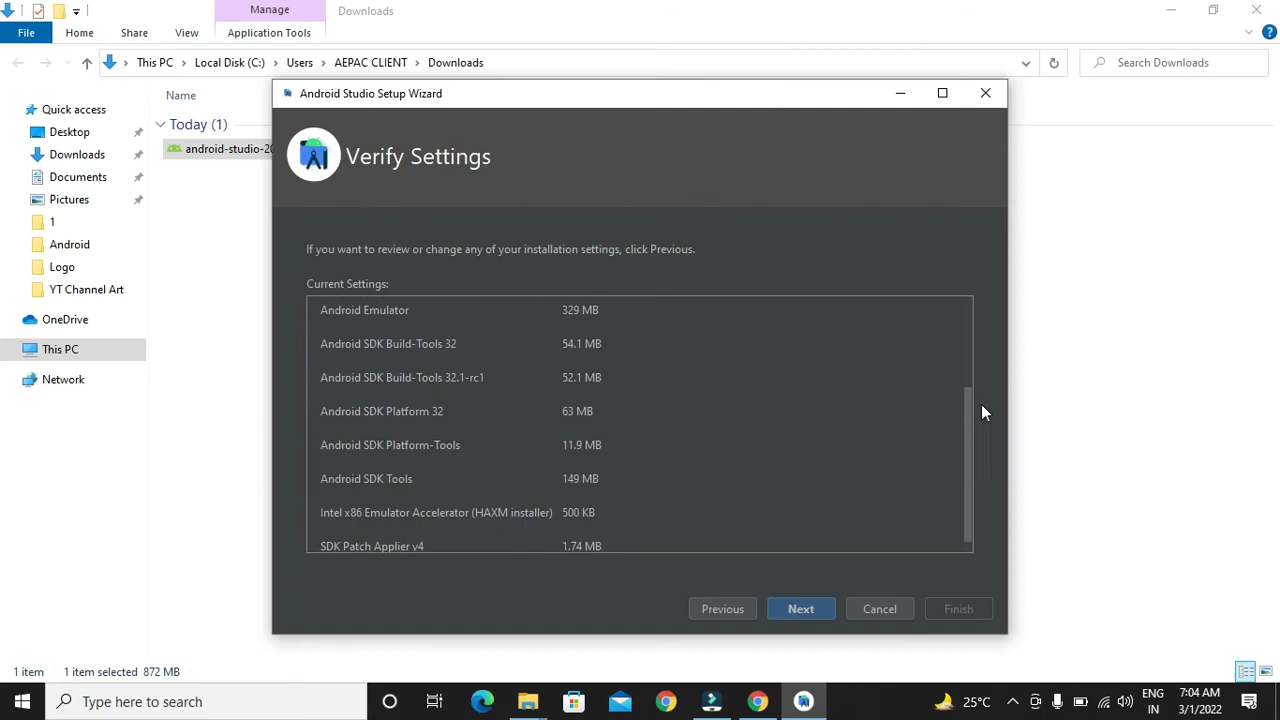 Manage
Downloads
File
Home
Share
View
Application Tools
This PC
Local Disk (C:)
Users
AEPAC CLIENT
Downloads
Search Downloads
Quick access
Desktop
Downloads
Documents
Pictures
1
Android
Logo
YT Channel Art
OneDrive
This PC
Network
Name
Today (1)
android-studio-20
Android Studio Setup Wizard
Verify Settings
If you want to review or change any of your installation settings, click Previous.
Current Settings:
Android Emulator 329 MB
Android SDK Build-Tools 32 54.1 MB
Android SDK Build-Tools 32.1-rc1 52.1 MB
Android SDK Platform 32 63 MB
Android SDK Platform-Tools 11.9 MB
Android SDK Tools 149 MB
Intel x86 Emulator Accelerator (HAXM installer) 500 KB
SDK Patch Applier v4 1.74 MB
Previous
Next
Cancel
Finish
1 item
1 item selected 872 MB
Type here to search
25°C
ENG
IN
7:04 AM
3/1/2022